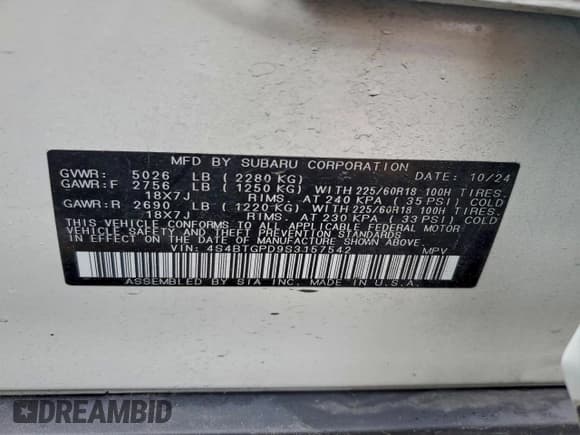 MFD BY SUBARU CORPORATION DATE: 10/24
GVWR: 5026 LB (2280 KG)
GAWR:F 2756 LB (1250 KG) WITH 225/60R18 100H TIRES.
18X7J RIMS. AT 240 KPA ( 35 PSI) COLD
GAWR:R 2690 LB (1220 KG) WITH 225/60R18 100H TIRES.
18X7J RIMS. AT 230 KPA ( 33 PSI) COLD
THIS VEHICLE CONFORMS TO ALL APPLICABLE FEDERAL MOTOR
VEHICLE SAFETY AND THEFT PREVENTION STANDARDS
IN EFFECT ON THE DATE OF MANUFACTURE SHOWN ABOVE.
VIN: 4S4BTGPD9S3157542 MPV
ASSEMBLED BY SIA INC. MADE IN U.S.A.
DREAMBID